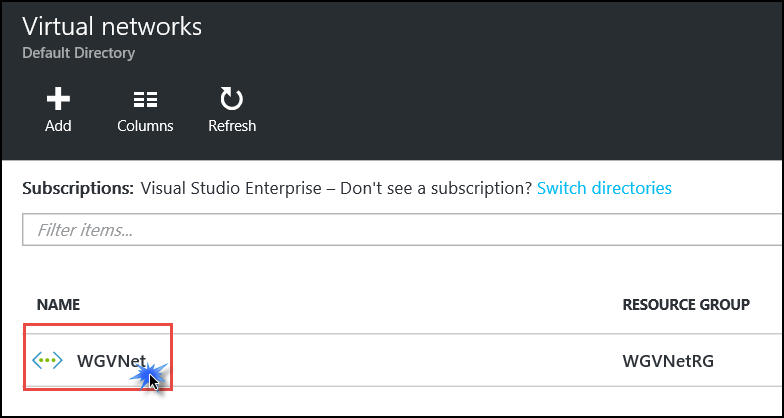 Virtual networks
Default Directory
Add Columns Refresh
Subscriptions: Visual Studio Enterprise – Don't see a subscription? Switch directories
Filter items...
NAME RESOURCE GROUP
WGVNet WGVNetRG